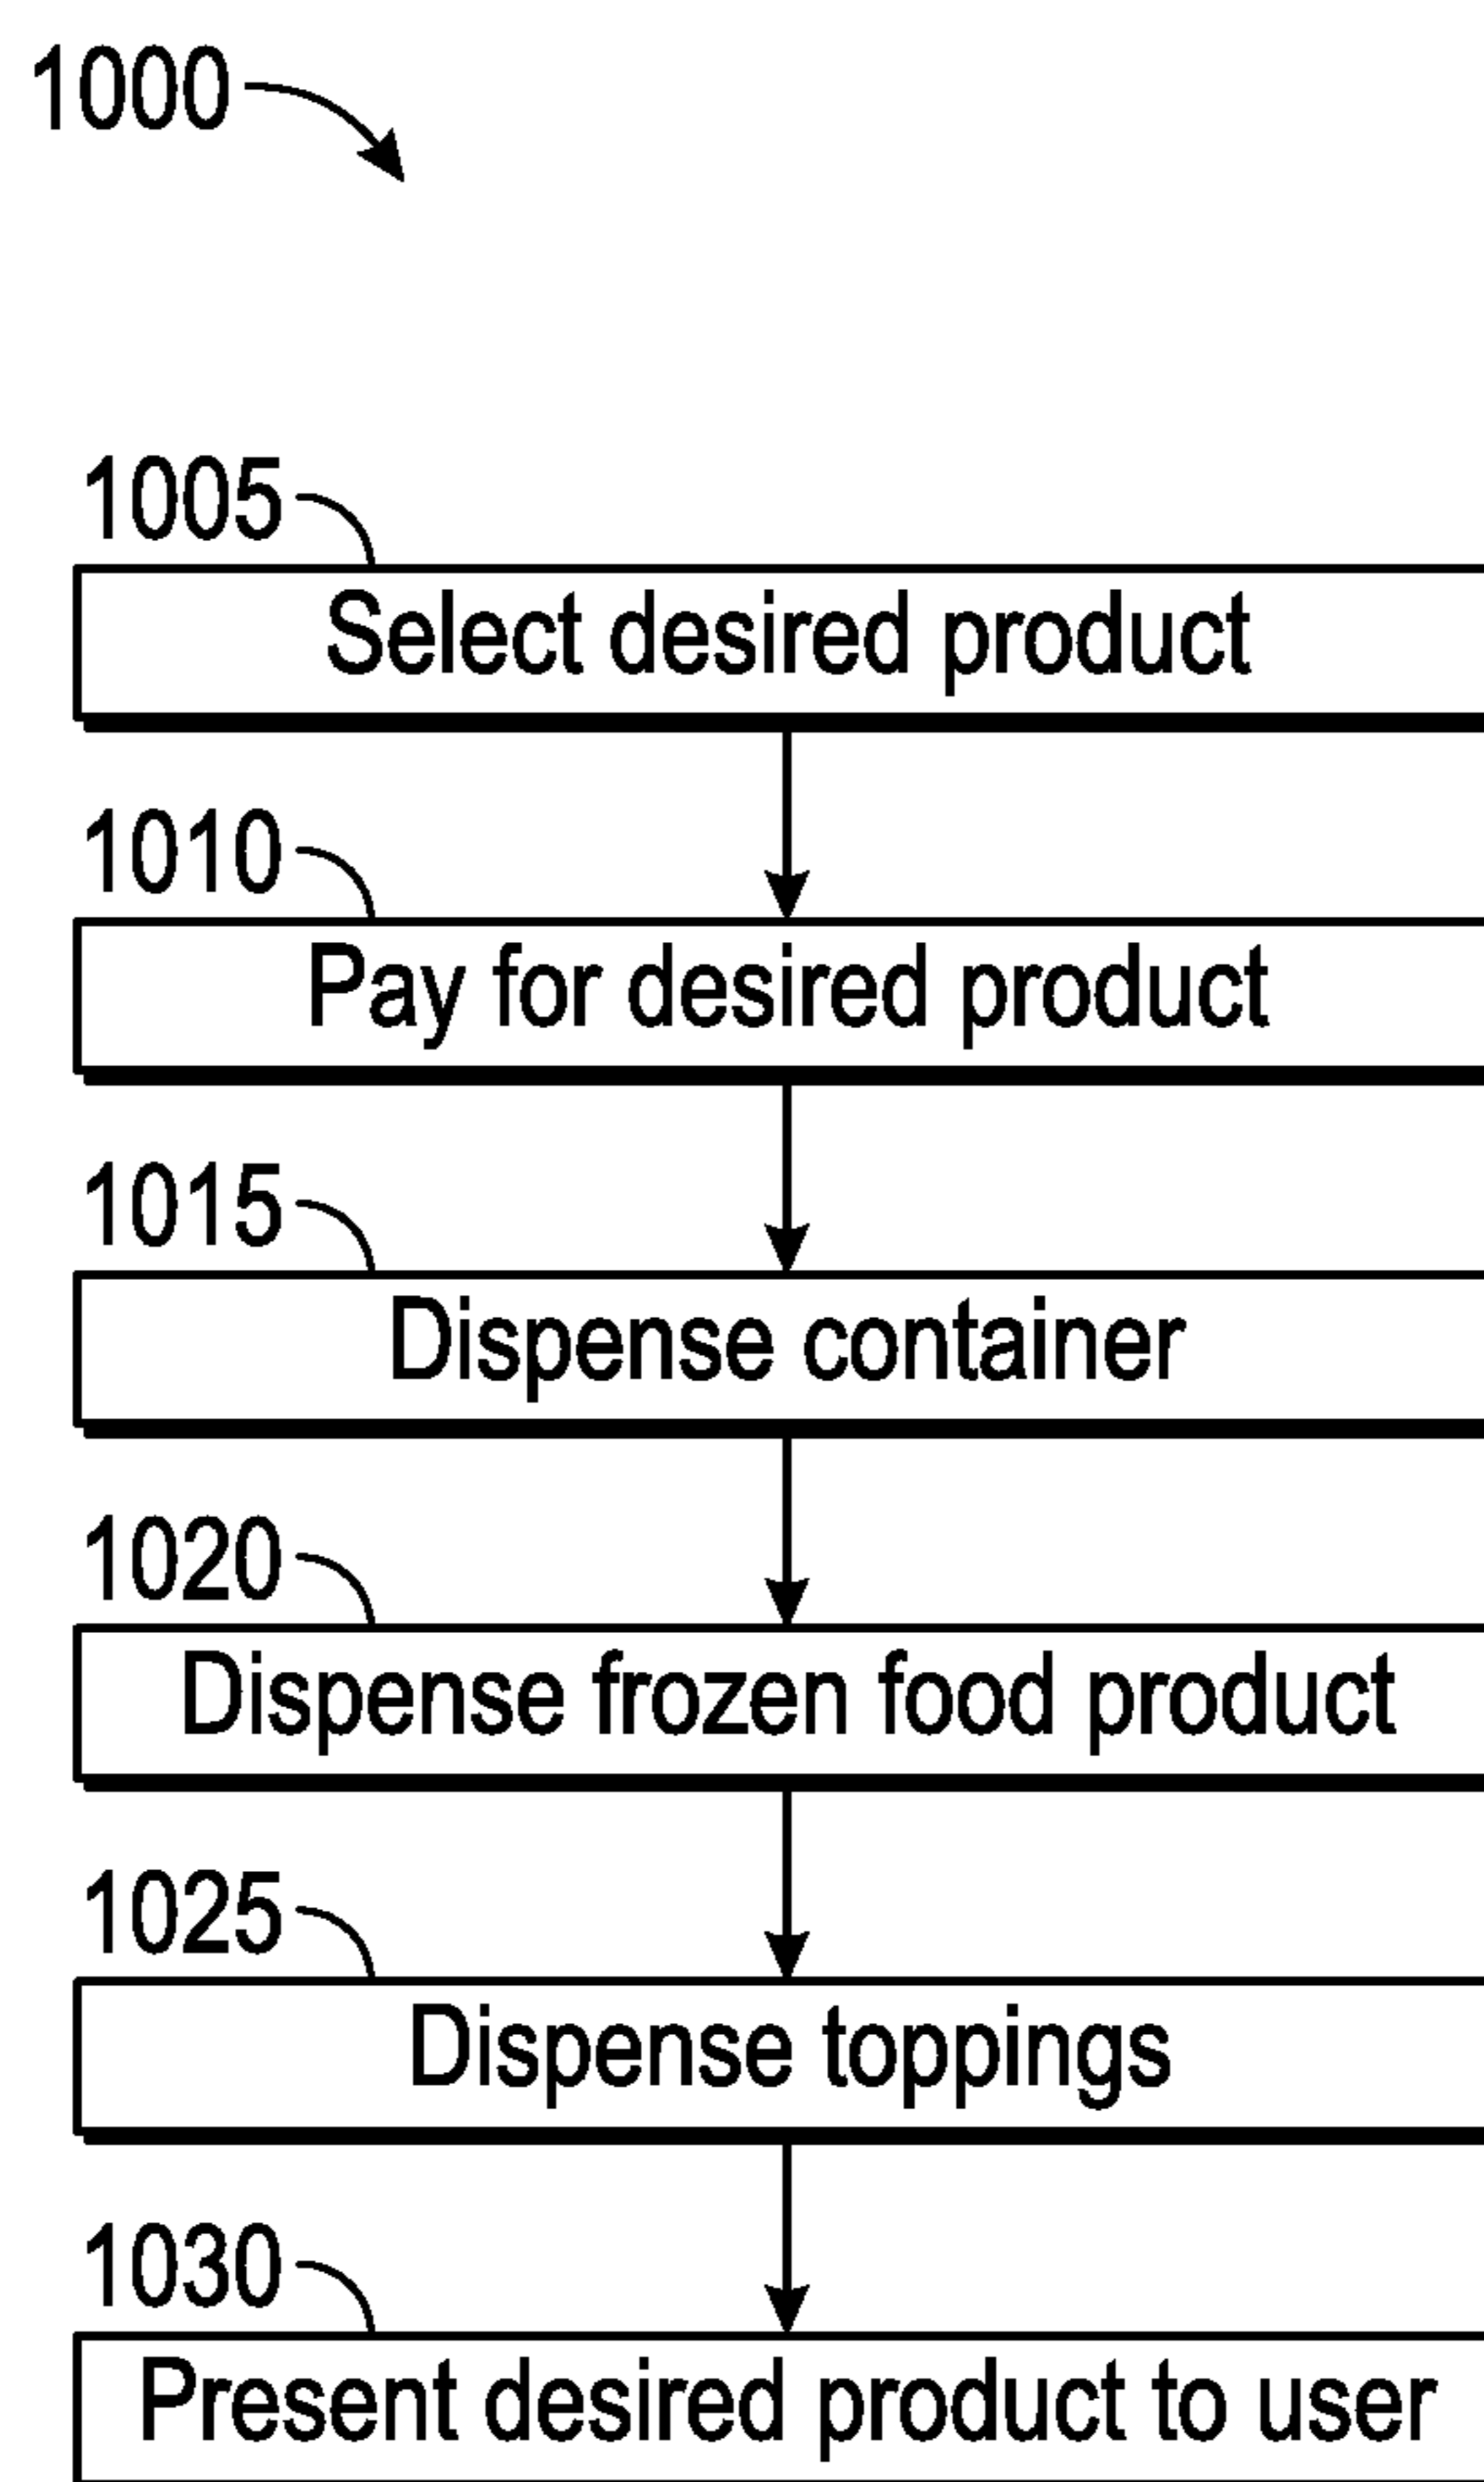 1000
1005
Select desired product
1010
Pay for desired product
1015
Dispense container
1020
Dispense frozen food product
1025
Dispense toppings
1030
Present desired product to user